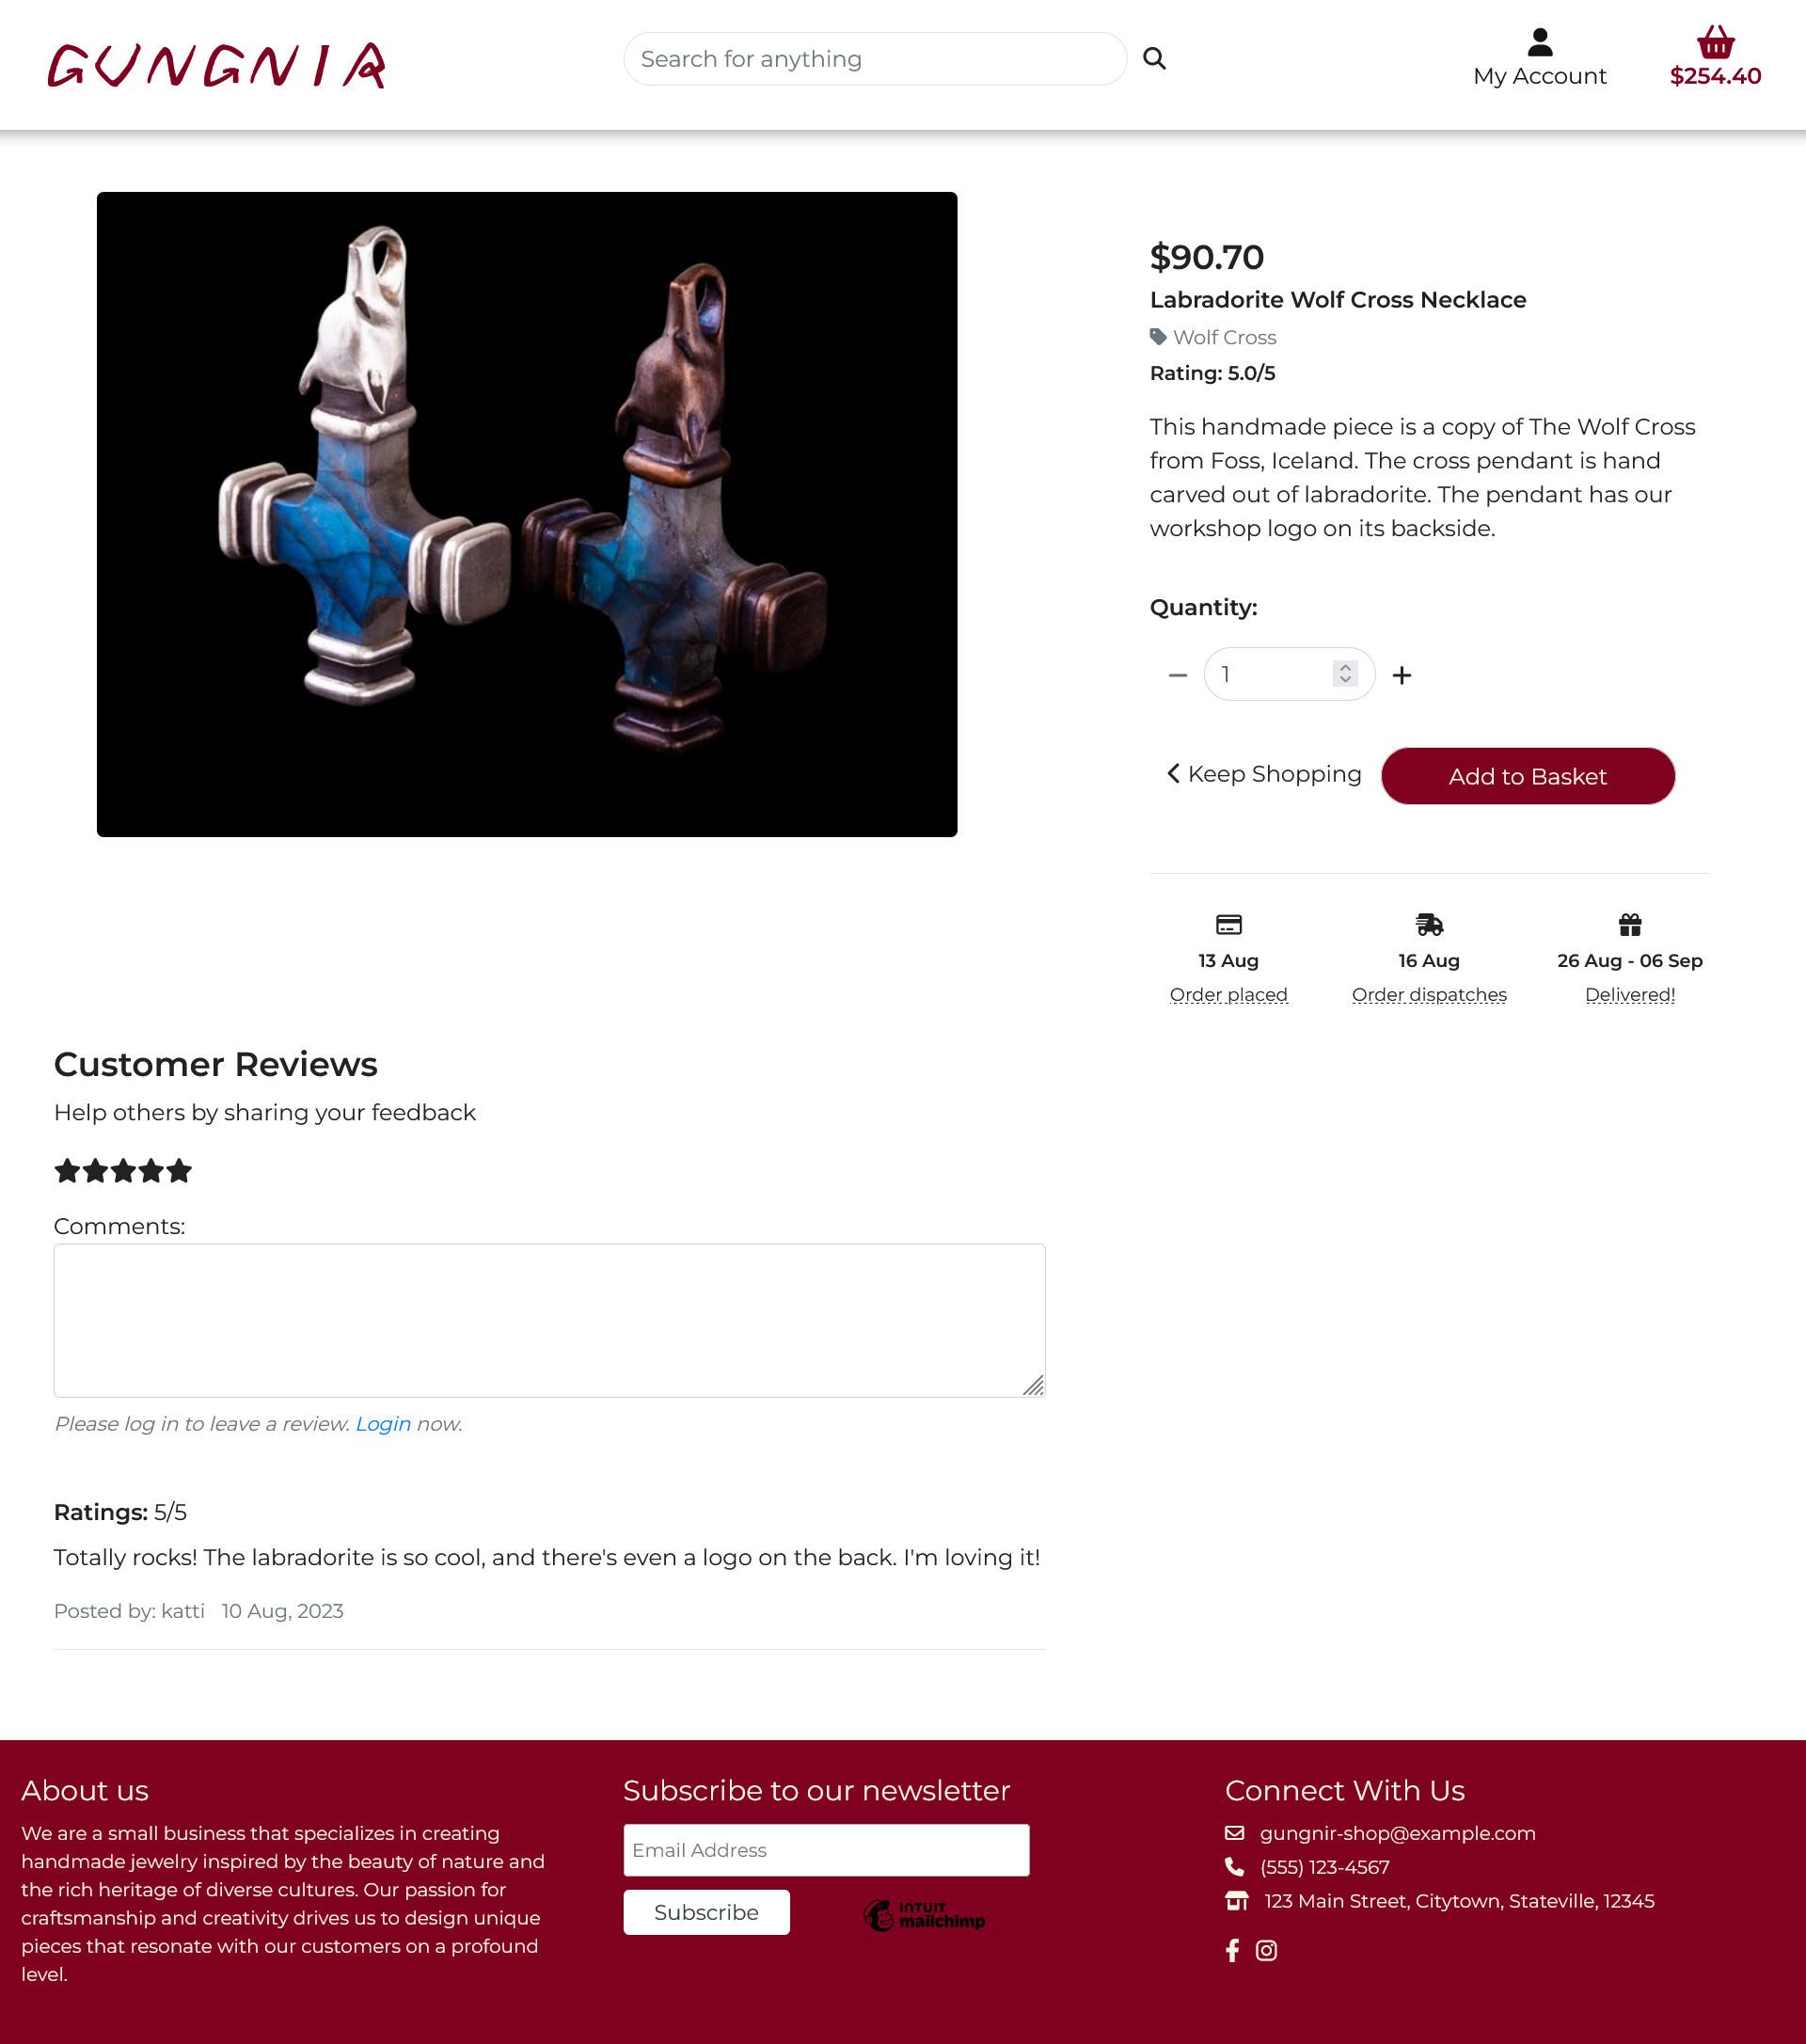 GUNGNIR
Search for anything
My Account
$254.40
$90.70
Labradorite Wolf Cross Necklace
Wolf Cross
Rating: 5.0/5
This handmade piece is a copy of The Wolf Cross
from Foss, Iceland. The cross pendant is hand
carved out of labradorite. The pendant has our
workshop logo on its backside.
Quantity:
1
Keep Shopping
Add to Basket
13 Aug
Order placed
16 Aug
Order dispatches
26 Aug - 06 Sep
Delivered!
Customer Reviews
Help others by sharing your feedback
Comments:
Please log in to leave a review. Login now.
Ratings: 5/5
Totally rocks! The labradorite is so cool, and there's even a logo on the back. I'm loving it!
Posted by: katti 10 Aug, 2023
About us
We are a small business that specializes in creating
handmade jewelry inspired by the beauty of nature and
the rich heritage of diverse cultures. Our passion for
craftsmanship and creativity drives us to design unique
pieces that resonate with our customers on a profound
level.
Subscribe to our newsletter
Email Address
Subscribe
INTUIT
mailchimp
Connect With Us
gungnir-shop@example.com
(555) 123-4567
123 Main Street, Citytown, Stateville, 12345